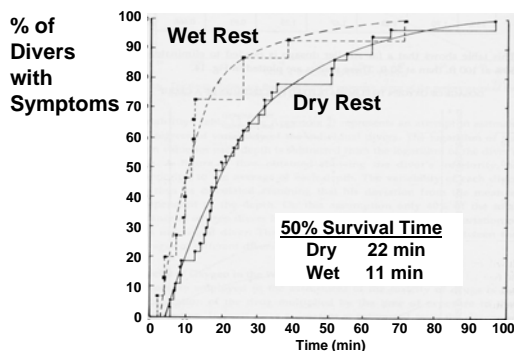 % of
Divers
with
Symptoms
100
90
80
70
60
50
40
30
20
10
0
Wet Rest
Dry Rest
50% Survival Time
Dry 22 min
Wet 11 min
0 10 20 30 40 50 60 70 80 90 100
Time (min)